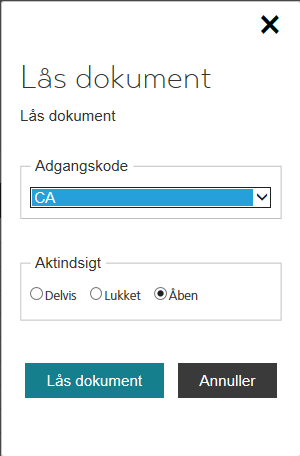 Lås dokument
Lås dokument
Adgangskode
CA
Aktindsigt
Delvis Lukket Åben
Lås dokument Annuller